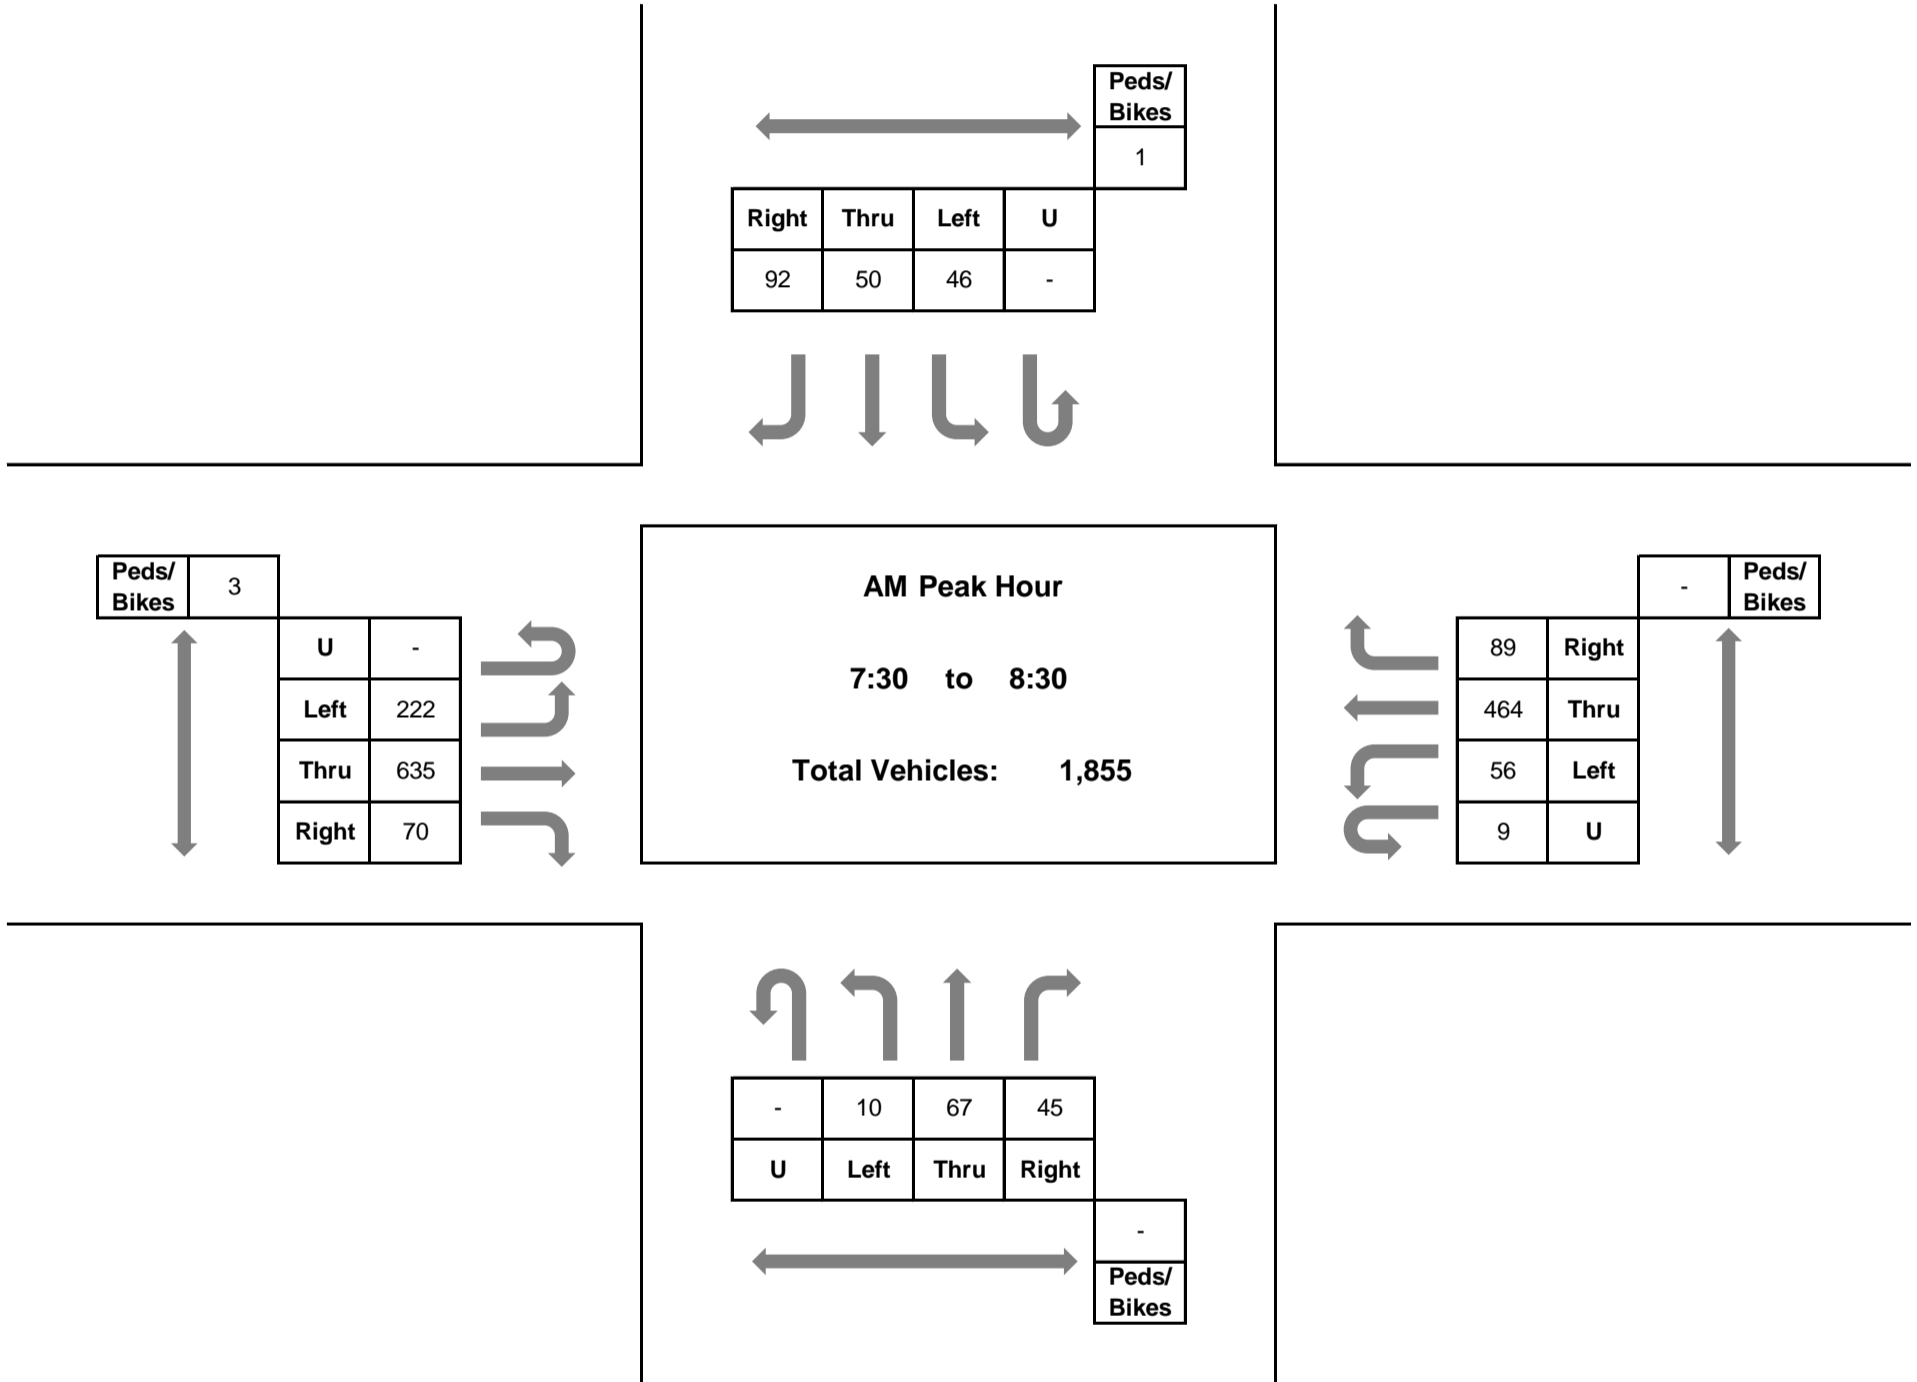 Peds/
Bikes
1
Right Thru Left U
92 50 46 -
Peds/
Bikes
3
U -
Left 222
Thru 635
Right 70
AM Peak Hour
7:30 to 8:30
Total Vehicles: 1,855
- Peds/
Bikes
89 Right
464 Thru
56 Left
9 U
- 10 67 45
U Left Thru Right
-
Peds/
Bikes